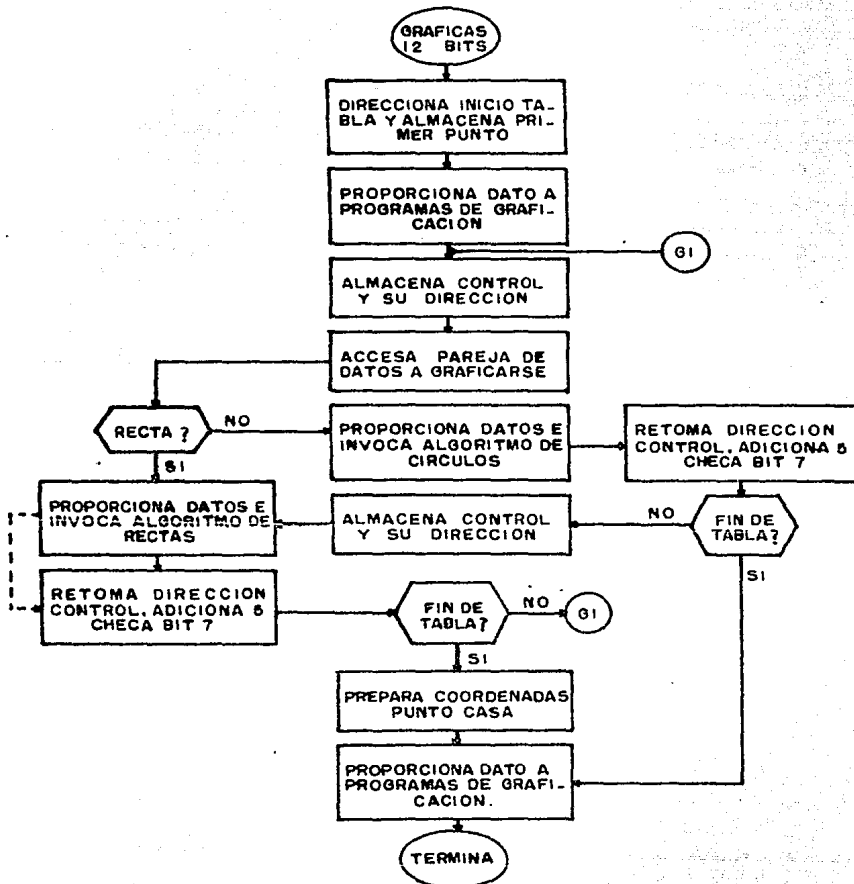 GRAFICAS
12 BITS
DIRECCIONA INICIO TA_
BLA Y ALMACENA PRI_
MER PUNTO
PROPORCIONA DATO A
PROGRAMAS DE GRAFI_
CACION
G1
ALMACENA CONTROL
Y SU DIRECCION
ACCESA PAREJA DE
DATOS A GRAFICARSE
RECTA ?
NO
SI
PROPORCIONA DATOS E
INVOCA ALGORITMO DE
CIRCULOS
RETOMA DIRECCION
CONTROL, ADICIONA 5
CHECA BIT 7
PROPORCIONA DATOS E
INVOCA ALGORITMO DE
RECTAS
ALMACENA CONTROL
Y SU DIRECCION
NO
FIN DE
TABLA?
SI
RETOMA DIRECCION
CONTROL, ADICIONA 5
CHECA BIT 7
FIN DE
TABLA?
NO
G1
SI
PREPARA COORDENADAS
PUNTO CASA
PROPORCIONA DATO A
PROGRAMAS DE GRAFI_
CACION.
TERMINA